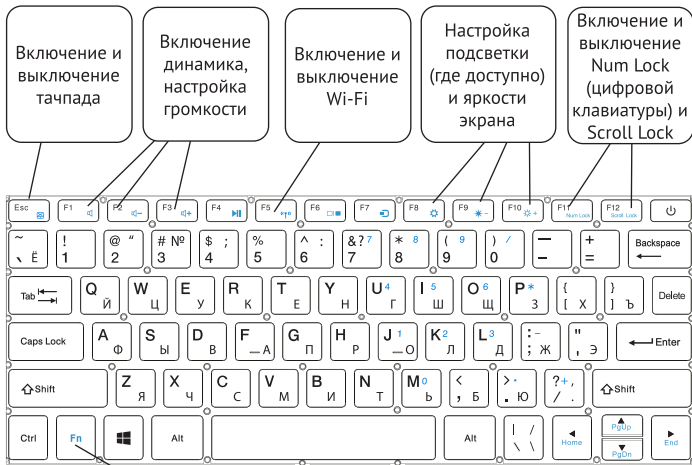 Включение и
выключение
тачпада
Включение
динамика,
настройка
громкости
Включение и
выключение
Wi-Fi
Настройка
подсветки
(где доступно)
и яркости
экрана
Включение и
выключение
Num Lock
(цифровой
клавиатуры) и
Scroll Lock
Esc F1 F2 F3 F4 F5 F6 F7 F8 F9 F10 F11 Num Lock F12 Scroll Lock
~ ! @ “ # № $ ; % ^ : & ? 7 * 8 ( 9 ) / — + Backspace
` Ё 1 2 3 4 5 6 7 8 9 0 – =
Tab Q Й W Ц E У R К T Е Y Н U 4 Г I 5 Ш O 6 Щ P * З { [ Х } ] Ъ Delete
Caps Lock A Ф S Ы D В F А G П H Р J 1 О K 2 Л L 3 Д : - ; Ж " , Э Enter
Shift Z Я X Ч C С V М B И N Т M 0 Ь < , Б > . . Ю ? + , / . Shift
Ctrl Fn Alt Alt | / \ \ Home PgUp PgDn End